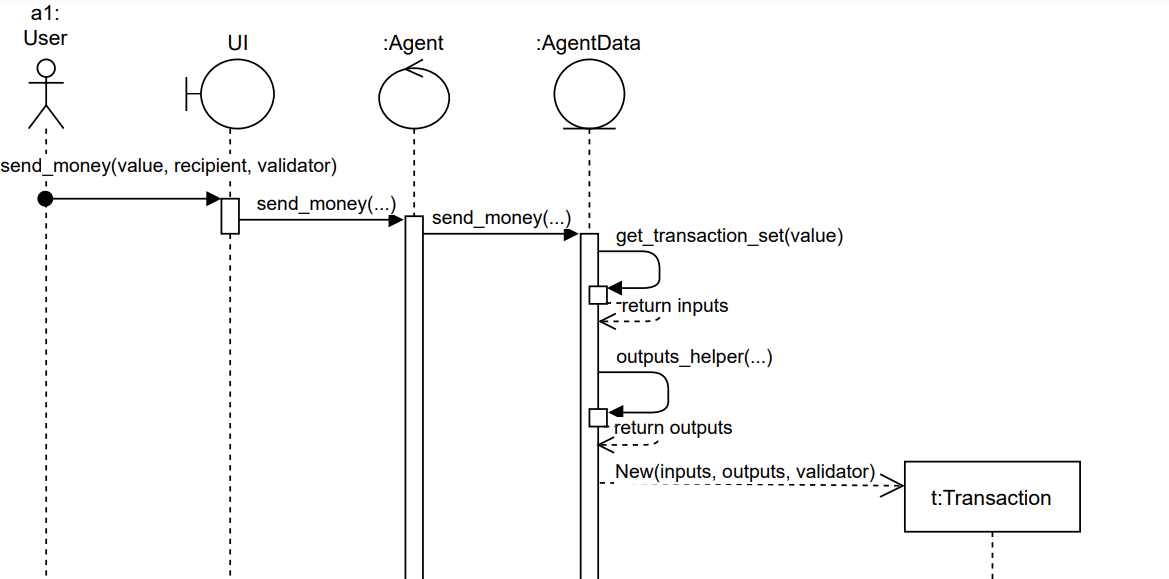 a1:
User
UI
:Agent
:AgentData
send_money(value, recipient, validator)
send_money(...)
send_money(...)
get_transaction_set(value)
return inputs
outputs_helper(...)
return outputs
New(inputs, outputs, validator)
t:Transaction